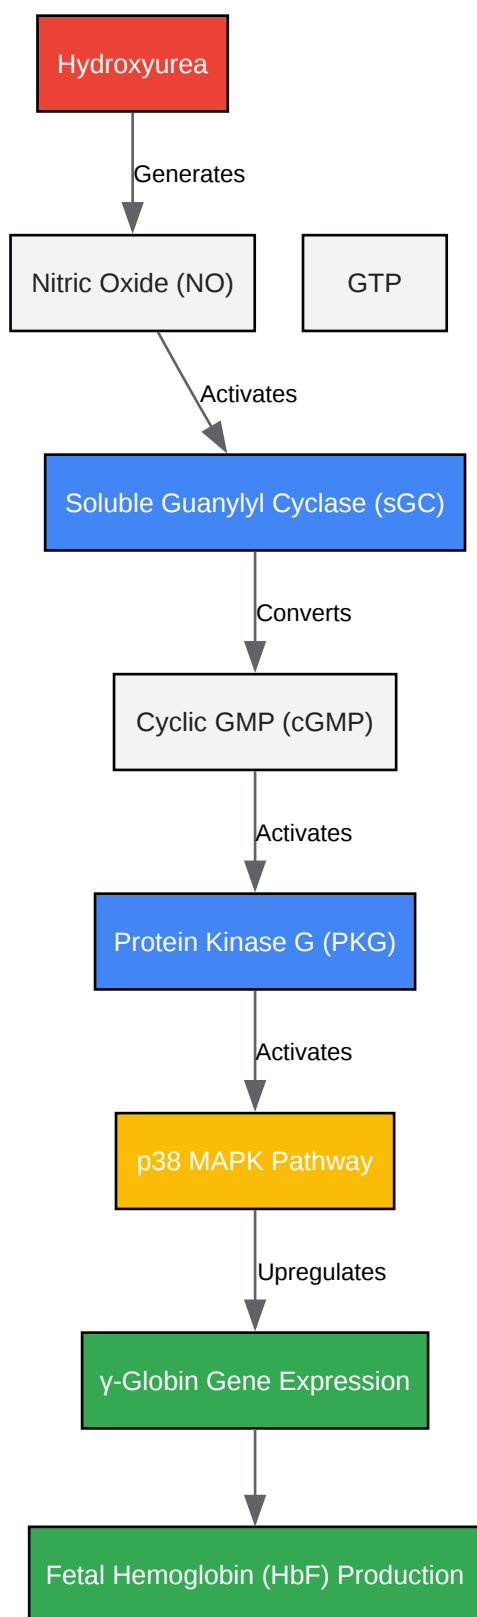 Hydroxyurea
Generates
Nitric Oxide (NO)
GTP
Activates
Soluble Guanylyl Cyclase (sGC)
Converts
Cyclic GMP (cGMP)
Activates
Protein Kinase G (PKG)
Activates
p38 MAPK Pathway
Upregulates
γ-Globin Gene Expression
Fetal Hemoglobin (HbF) Production